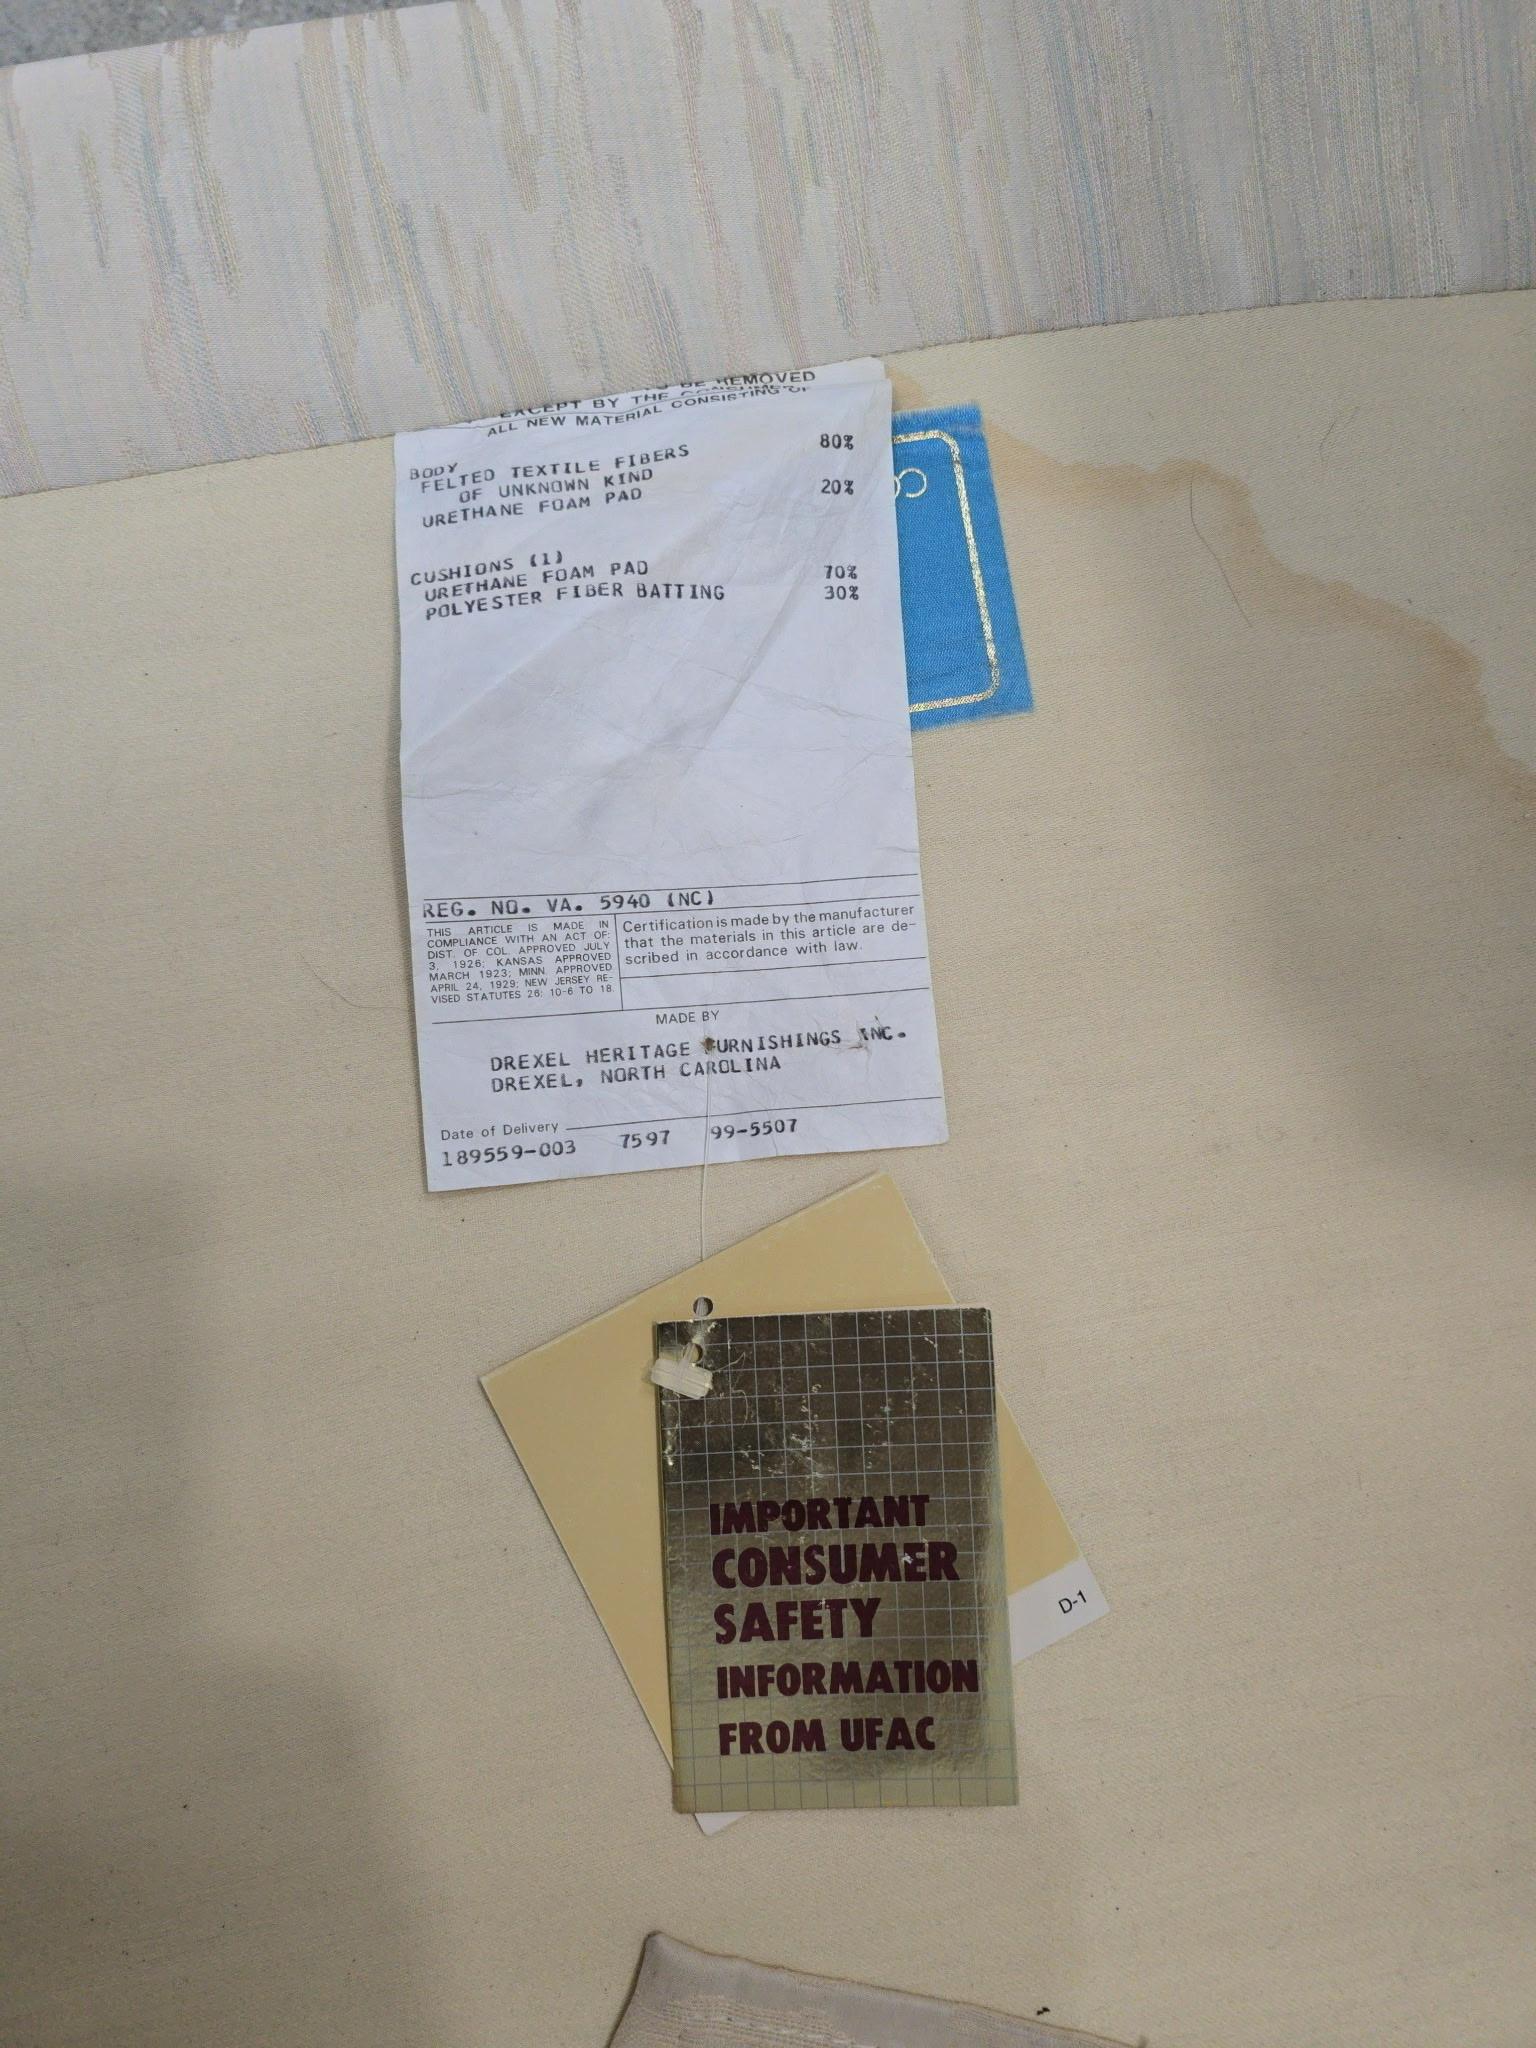 BE REMOVED
EXCEPT BY THE CONSUMER
ALL NEW MATERIAL CONSISTING OF
BODY
FELTED TEXTILE FIBERS 80%
OF UNKNOWN KIND
URETHANE FOAM PAD 20%
CUSHIONS (1)
URETHANE FOAM PAD 70%
POLYESTER FIBER BATTING 30%
REG. NO. VA. 5940 (NC)
THIS ARTICLE IS MADE IN
COMPLIANCE WITH AN ACT OF:
DIST. OF COL. APPROVED JULY
3, 1926; KANSAS APPROVED
MARCH 1923; MINN. APPROVED
APRIL 24, 1929; NEW JERSEY RE-
VISED STATUTES 26: 10-6 TO 18.
Certification is made by the manufacturer
that the materials in this article are de-
scribed in accordance with law.
MADE BY
DREXEL HERITAGE FURNISHINGS INC.
DREXEL, NORTH CAROLINA
Date of Delivery
189559-003 7597 99-5507
IMPORTANT
CONSUMER
SAFETY
INFORMATION
FROM UFAC
D-1